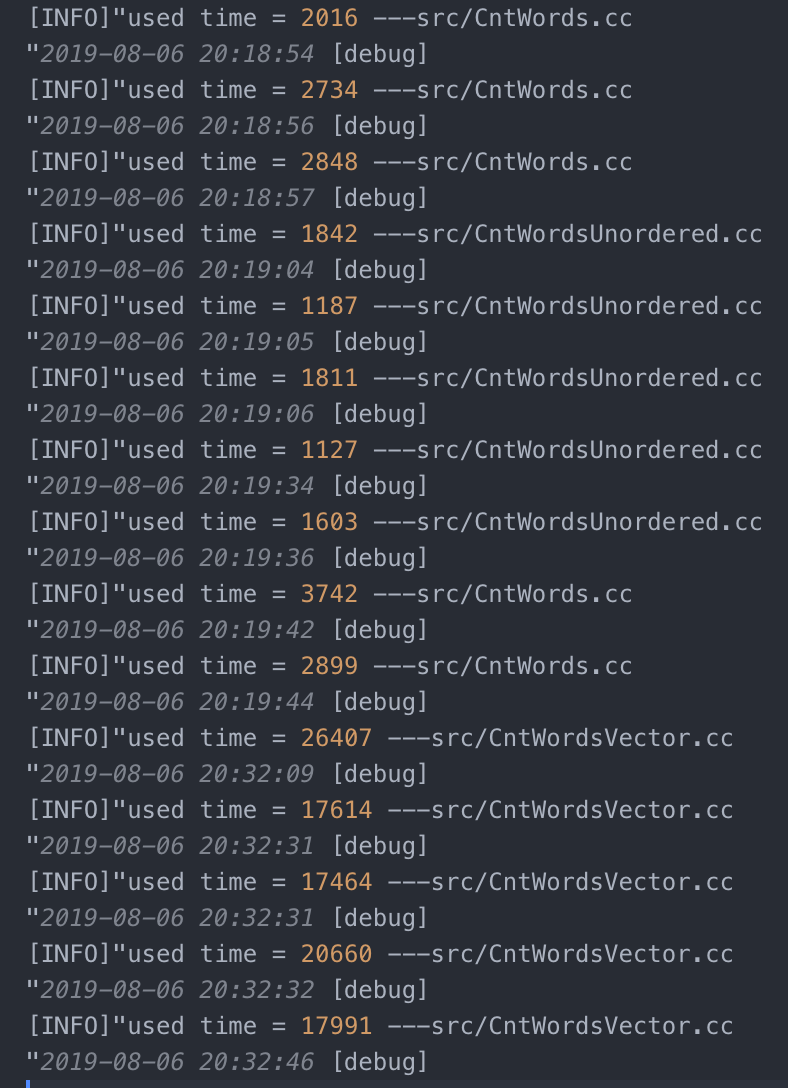 [INFO]"used time = 2016 ---src/CntWords.cc
"2019-08-06 20:18:54 [debug]
[INFO]"used time = 2734 ---src/CntWords.cc
"2019-08-06 20:18:56 [debug]
[INFO]"used time = 2848 ---src/CntWords.cc
"2019-08-06 20:18:57 [debug]
[INFO]"used time = 1842 ---src/CntWordsUnordered.cc
"2019-08-06 20:19:04 [debug]
[INFO]"used time = 1187 ---src/CntWordsUnordered.cc
"2019-08-06 20:19:05 [debug]
[INFO]"used time = 1811 ---src/CntWordsUnordered.cc
"2019-08-06 20:19:06 [debug]
[INFO]"used time = 1127 ---src/CntWordsUnordered.cc
"2019-08-06 20:19:34 [debug]
[INFO]"used time = 1603 ---src/CntWordsUnordered.cc
"2019-08-06 20:19:36 [debug]
[INFO]"used time = 3742 ---src/CntWords.cc
"2019-08-06 20:19:42 [debug]
[INFO]"used time = 2899 ---src/CntWords.cc
"2019-08-06 20:19:44 [debug]
[INFO]"used time = 26407 ---src/CntWordsVector.cc
"2019-08-06 20:32:09 [debug]
[INFO]"used time = 17614 ---src/CntWordsVector.cc
"2019-08-06 20:32:31 [debug]
[INFO]"used time = 17464 ---src/CntWordsVector.cc
"2019-08-06 20:32:31 [debug]
[INFO]"used time = 20660 ---src/CntWordsVector.cc
"2019-08-06 20:32:32 [debug]
[INFO]"used time = 17991 ---src/CntWordsVector.cc
"2019-08-06 20:32:46 [debug]